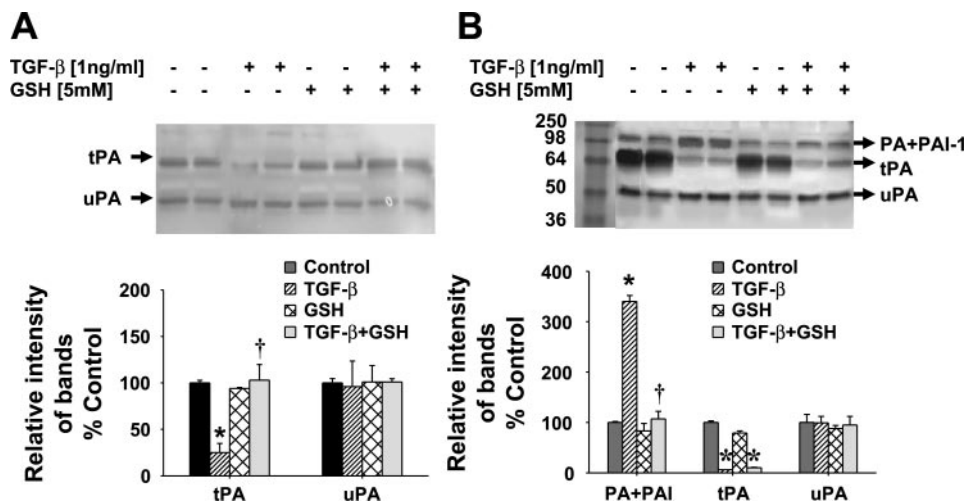 A
TGF-β [1ng/ml] - - + + - - + +
GSH [5mM] - - - - + + + +
tPA
uPA
Control
TGF-β
GSH
TGF-β+GSH
Relative intensity
of bands
% Control
200
150
100
50
0
*
†
tPA uPA
B
TGF-β [1ng/ml] - - + + - - + +
GSH [5mM] - - - - + + + +
250
98
64
50
36
PA+PAI-1
tPA
uPA
Control
TGF-β
GSH
TGF-β+GSH
Relative intensity
of bands
% Control
400
300
200
100
0
*
†
* *
PA+PAI tPA uPA